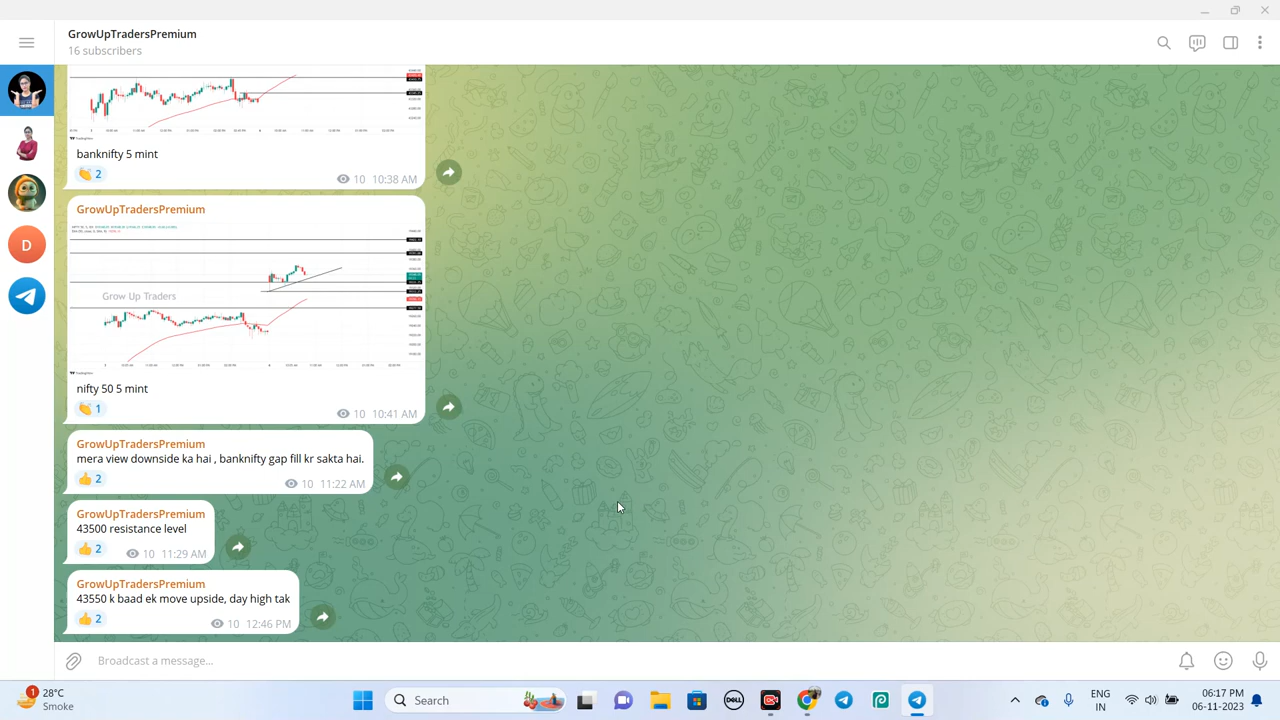 GrowUpTradersPremium
16 subscribers
banknifty 5 mint
2
10 10:38 AM
GrowUpTradersPremium
Grow Up Traders
nifty 50 5 mint
1
10 10:41 AM
GrowUpTradersPremium
mera view downside ka hai , banknifty gap fill kr sakta hai.
2
10 11:22 AM
GrowUpTradersPremium
43500 resistance level
2
10 11:29 AM
GrowUpTradersPremium
43550 k baad ek move upside, day high tak
2
10 12:46 PM
D
Broadcast a message...
1
28°C
Smoke
Search
DELL
ENG
IN
17 PM
-11-2023